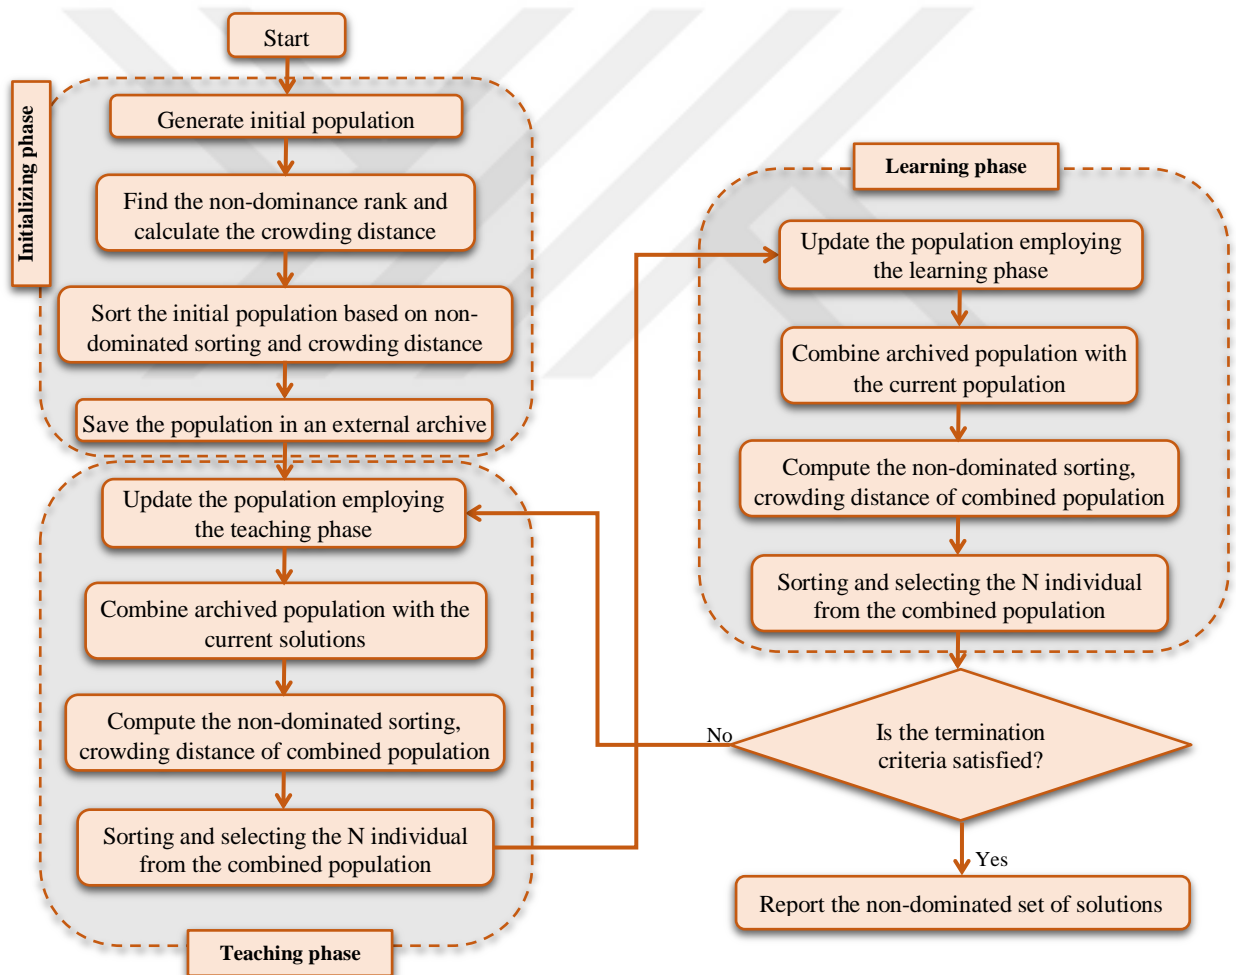 Start
Initializing phase
Generate initial population
Find the non-dominance rank and
calculate the crowding distance
Sort the initial population based on non-
dominated sorting and crowding distance
Save the population in an external archive
Update the population employing
the teaching phase
Combine archived population with the
current solutions
Compute the non-dominated sorting,
crowding distance of combined population
Sorting and selecting the N individual
from the combined population
Teaching phase
Learning phase
Update the population employing
the learning phase
Combine archived population with
the current population
Compute the non-dominated sorting,
crowding distance of combined population
Sorting and selecting the N individual
from the combined population
Is the termination
criteria satisfied?
No
Yes
Report the non-dominated set of solutions